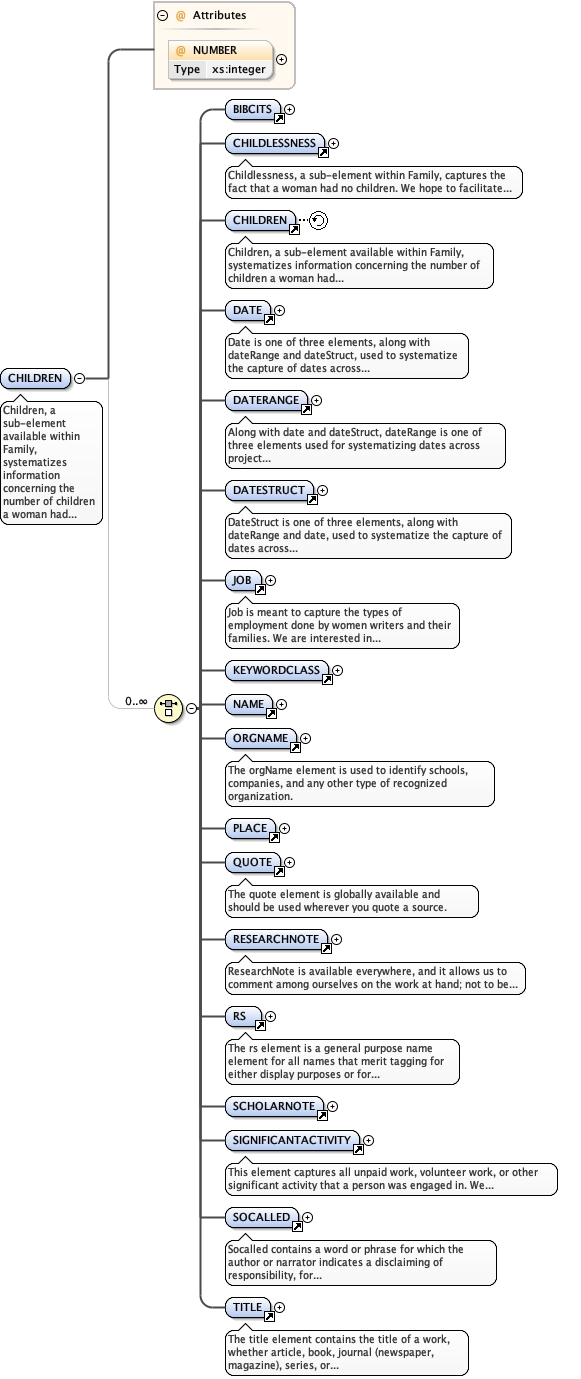 Attributes
@ NUMBER
Type xs:integer
BIBCITS
CHILDLESSNESS
Childlessness, a sub-element within Family, captures the
fact that a woman had no children. We hope to facilitate...
CHILDREN
Children, a sub-element available within Family,
systematizes information concerning the number of
children a woman had...
DATE
Date is one of three elements, along with
dateRange and dateStruct, used to systematize
the capture of dates across...
CHILDREN
Children, a
sub-element
available within
Family,
systematizes
information
concerning the
number of children
a woman had...
DATERANGE
Along with date and dateStruct, dateRange is one of
three elements used for systematizing dates across
project...
DATESTRUCT
DateStruct is one of three elements, along with
dateRange and date, used to systematize the capture of
dates across...
JOB
Job is meant to capture the types of
employment done by women writers and their
families. We are interested in...
KEYWORDCLASS
0..∞
NAME
ORGNAME
The orgName element is used to identify schools,
companies, and any other type of recognized
organization.
PLACE
QUOTE
The quote element is globally available and
should be used wherever you quote a source.
RESEARCHNOTE
ResearchNote is available everywhere, and it allows us to
comment among ourselves on the work at hand; not to be...
RS
The rs element is a general purpose name
element for all names that merit tagging for
either display purposes or for...
SCHOLARNOTE
SIGNIFICANTACTIVITY
This element captures all unpaid work, volunteer work, or other
significant activity that a person was engaged in. We...
SOCALLED
Socalled contains a word or phrase for which the
author or narrator indicates a disclaiming of
responsibility, for...
TITLE
The title element contains the title of a work,
whether article, book, journal (newspaper,
magazine), series, or...